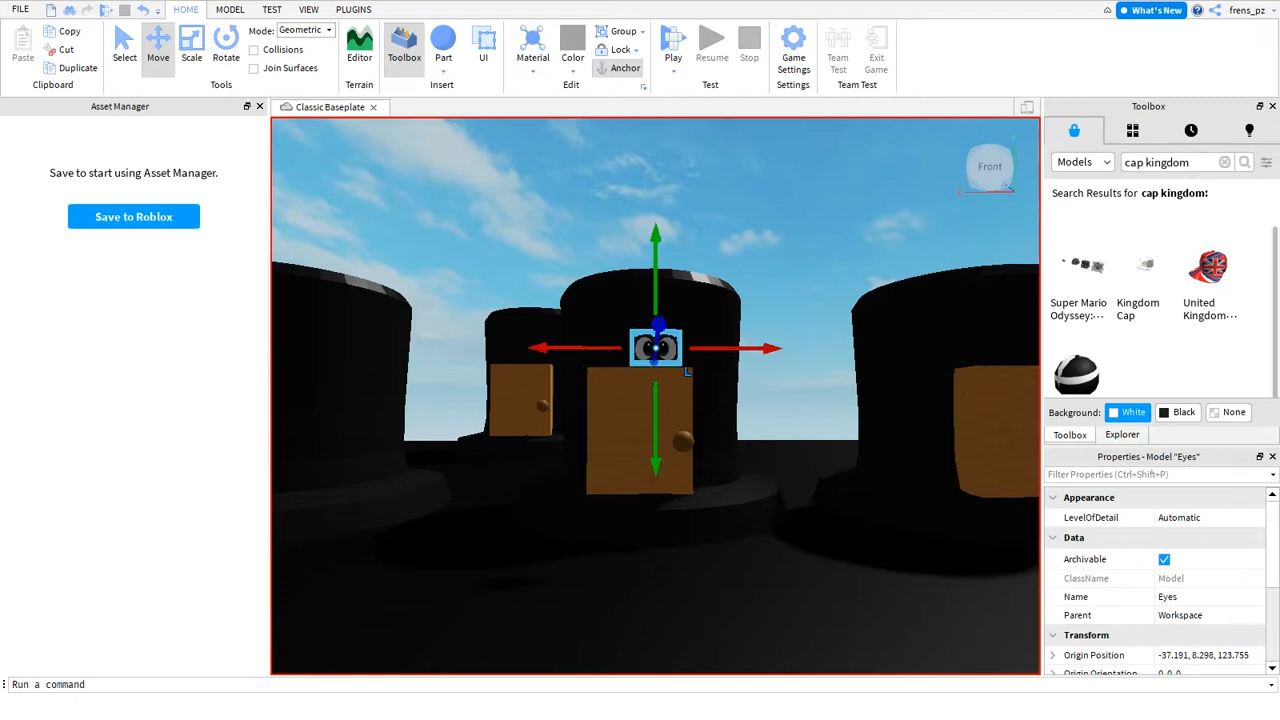 FILE HOME MODEL TEST VIEW PLUGINS What's New frens_pz
Paste Copy Cut Duplicate Clipboard
Select Move Scale Rotate Mode: Geometric Collisions Join Surfaces Tools
Editor Terrain
Toolbox Part UI Insert
Material Color Group Lock Anchor Edit
Play Resume Stop Test
Game Settings Settings
Team Test Exit Game Team Test
Asset Manager
Save to start using Asset Manager.
Save to Roblox
Classic Baseplate
Front
Toolbox
Models cap kingdom
Search Results for cap kingdom:
Super Mario Odyssey:···
Kingdom Cap
United Kingdom···
Background: White Black None
Toolbox Explorer
Properties - Model "Eyes"
Filter Properties (Ctrl+Shift+P)
Appearance
LevelOfDetail Automatic
Data
Archivable
ClassName Model
Name Eyes
Parent Workspace
Transform
Origin Position -37.191, 8.298, 123.755
Origin Orientation 0, 0, 0
Run a command